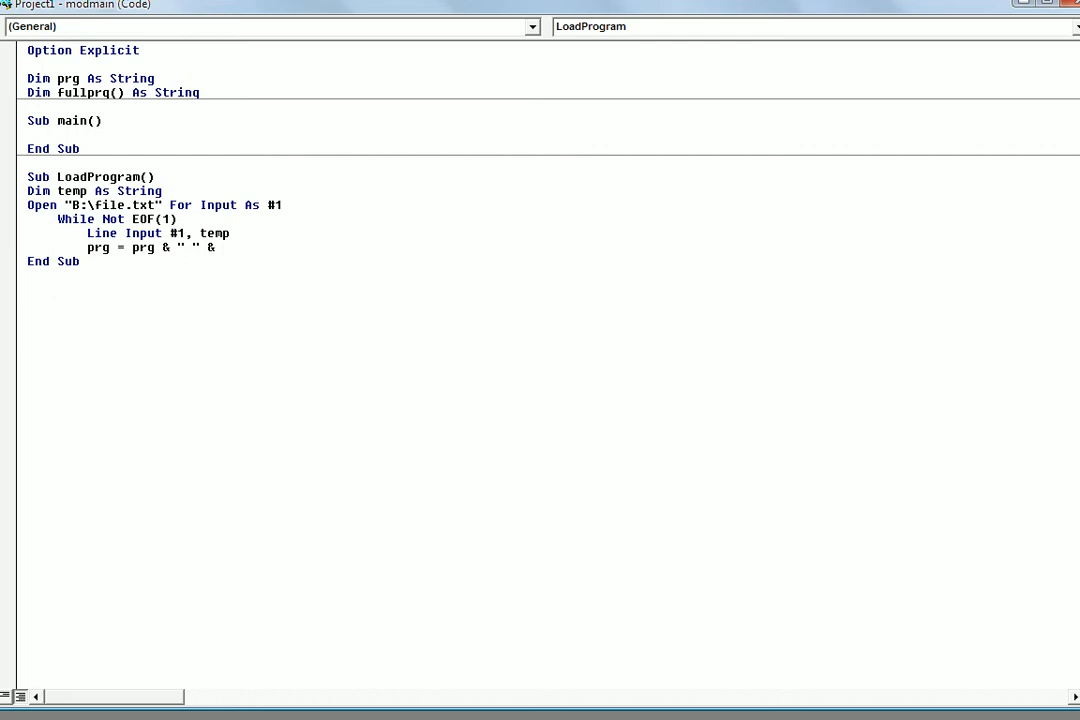 Project1 - modmain (Code)
(General)
LoadProgram
Option Explicit
Dim prg As String
Dim fullprg() As String
Sub main()
End Sub
Sub LoadProgram()
Dim temp As String
Open "B:\file.txt" For Input As #1
While Not EOF(1)
Line Input #1, temp
prg = prg & " " &
End Sub